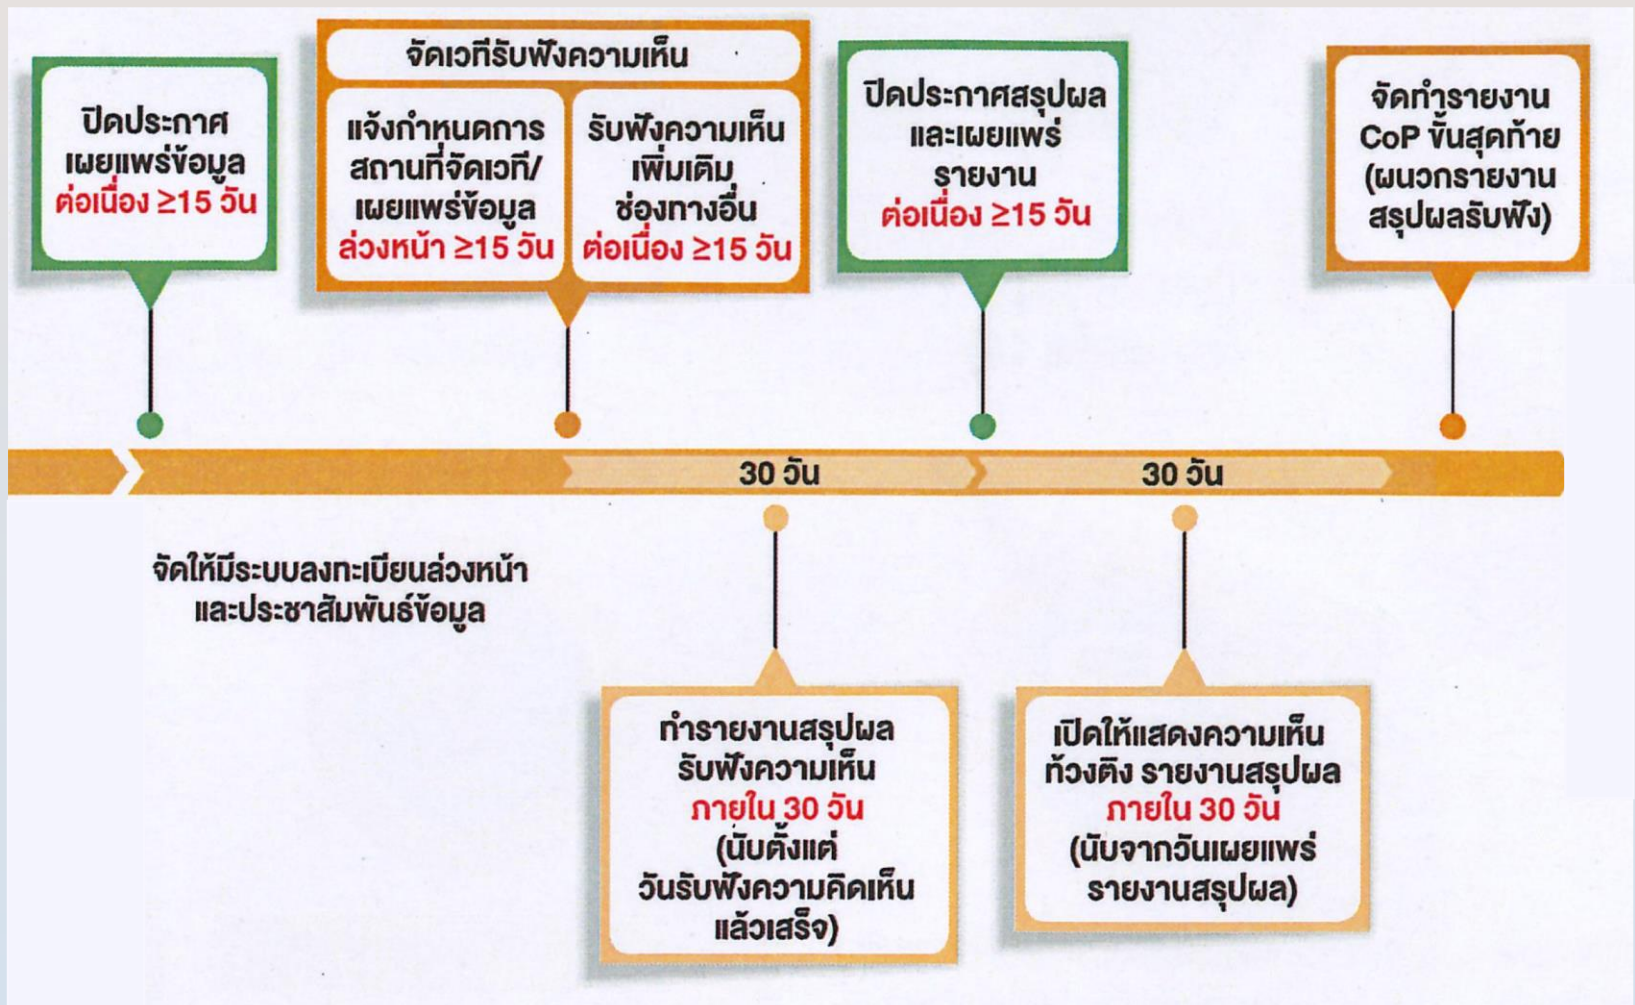 ปิดประกาศ
เผยแพร่ข้อมูล
ต่อเนื่อง ≥15 วัน
จัดเวทีรับฟังความเห็น
แจ้งกำหนดการ
สถานที่จัดเวที/
เผยแพร่ข้อมูล
ล่วงหน้า ≥15 วัน
รับฟังความเห็น
เพิ่มเติม
ช่องทางอื่น
ต่อเนื่อง ≥15 วัน
ปิดประกาศสรุปผล
และเผยแพร่
รายงาน
ต่อเนื่อง ≥15 วัน
จัดทำรายงาน
CoP ขั้นสุดท้าย
(ผนวกรายงาน
สรุปผลรับฟัง)
30 วัน
30 วัน
จัดให้มีระบบลงทะเบียนล่วงหน้า
และประชาสัมพันธ์ข้อมูล
ทำรายงานสรุปผล
รับฟังความเห็น
ภายใน 30 วัน
(นับตั้งแต่
วันรับฟังความคิดเห็น
แล้วเสร็จ)
เปิดให้แสดงความเห็น
ท้วงติง รายงานสรุปผล
ภายใน 30 วัน
(นับจากวันเผยแพร่
รายงานสรุปผล)